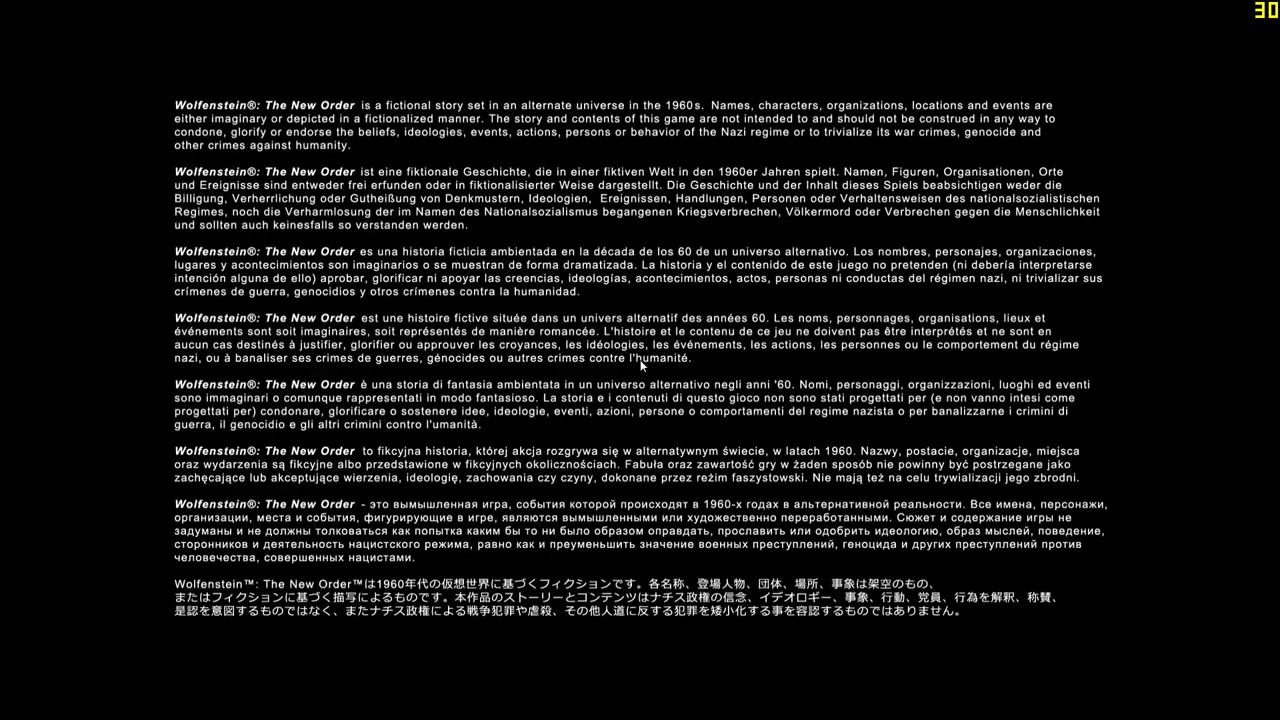 30
Wolfenstein®: The New Order is a fictional story set in an alternate universe in the 1960s. Names, characters, organizations, locations and events are
either imaginary or depicted in a fictionalized manner. The story and contents of this game are not intended to and should not be construed in any way to
condone, glorify or endorse the beliefs, ideologies, events, actions, persons or behavior of the Nazi regime or to trivialize its war crimes, genocide and
other crimes against humanity.
Wolfenstein®: The New Order ist eine fiktionale Geschichte, die in einer fiktiven Welt in den 1960er Jahren spielt. Namen, Figuren, Organisationen, Orte
und Ereignisse sind entweder frei erfunden oder in fiktionalisierter Weise dargestellt. Die Geschichte und der Inhalt dieses Spiels beabsichtigen weder die
Billigung, Verherrlichung oder Gutheißung von Denkmustern, Ideologien, Ereignissen, Handlungen, Personen oder Verhaltensweisen des nationalsozialistischen
Regimes, noch die Verharmlosung der im Namen des Nationalsozialismus begangenen Kriegsverbrechen, Völkermord oder Verbrechen gegen die Menschlichkeit
und sollten auch keinesfalls so verstanden werden.
Wolfenstein®: The New Order es una historia ficticia ambientada en la década de los 60 de un universo alternativo. Los nombres, personajes, organizaciones,
lugares y acontecimientos son imaginarios o se muestran de forma dramatizada. La historia y el contenido de este juego no pretenden (ni debería interpretarse
intención alguna de ello) aprobar, glorificar ni apoyar las creencias, ideologías, acontecimientos, actos, personas ni conductas del régimen nazi, ni trivializar sus
crímenes de guerra, genocidios y otros crímenes contra la humanidad.
Wolfenstein®: The New Order est une histoire fictive située dans un univers alternatif des années 60. Les noms, personnages, organisations, lieux et
événements sont soit imaginaires, soit représentés de manière romancée. L'histoire et le contenu de ce jeu ne doivent pas être interprétés et ne sont en
aucun cas destinés à justifier, glorifier ou approuver les croyances, les idéologies, les événements, les actions, les personnes ou le comportement du régime
nazi, ou à banaliser ses crimes de guerres, génocides ou autres crimes contre l'humanité.
Wolfenstein®: The New Order è una storia di fantasia ambientata in un universo alternativo negli anni '60. Nomi, personaggi, organizzazioni, luoghi ed eventi
sono immaginari o comunque rappresentati in modo fantasioso. La storia e i contenuti di questo gioco non sono stati progettati per (e non vanno intesi come
progettati per) condonare, glorificare o sostenere idee, ideologie, eventi, azioni, persone o comportamenti del regime nazista o per banalizzarne i crimini di
guerra, il genocidio e gli altri crimini contro l'umanità.
Wolfenstein®: The New Order to fikcyjna historia, której akcja rozgrywa się w alternatywnym świecie, w latach 1960. Nazwy, postacie, organizacje, miejsca
oraz wydarzenia są fikcyjne albo przedstawione w fikcyjnych okolicznościach. Fabuła oraz zawartość gry w żaden sposób nie powinny być postrzegane jako
zachęcające lub akceptujące wierzenia, ideologię, zachowania czy czyny, dokonane przez reżim faszystowski. Nie mają też na celu trywializacji jego zbrodni.
Wolfenstein®: The New Order - это вымышленная игра, события которой происходят в 1960-х годах в альтернативной реальности. Все имена, персонажи,
организации, места и события, фигурирующие в игре, являются вымышленными или художественно переработанными. Сюжет и содержание игры не
задуманы и не должны толковаться как попытка каким бы то ни было образом оправдать, прославить или одобрить идеологию, образ мыслей, поведение,
сторонников и деятельность нацистского режима, равно как и преуменьшить значение военных преступлений, геноцида и других преступлений против
человечества, совершенных нацистами.
Wolfenstein™: The New Order™は1960年代の仮想世界に基づくフィクションです。各名称、登場人物、団体、場所、事象は架空のもの、
またはフィクションに基づく描写によるものです。本作品のストーリーとコンテンツはナチス政権の信念、イデオロギー、事象、行動、党員、行為を解釈、称賛、
是認を意図するものではなく、またナチス政権による戦争犯罪や虐殺、その他人道に反する犯罪を矮小化する事を容認するものではありません。